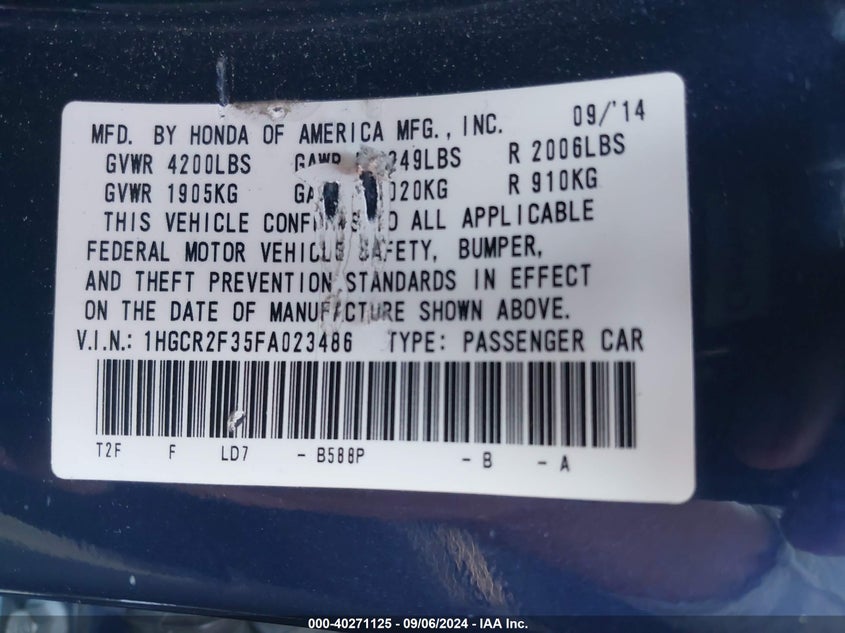 MFD. BY HONDA OF AMERICA MFG., INC. 09/'14
GVWR 4200LBS GAWR 249LBS R 2006LBS
GVWR 1905KG 020KG R 910KG
THIS VEHICLE TO ALL APPLICABLE
FEDERAL MOTOR VEHICLE SAFETY, BUMPER,
AND THEFT PREVENTION STANDARDS IN EFFECT
ON THE DATE OF MANUFACTURE SHOWN ABOVE.
V.I.N.: 1HGCR2F35FA023486 TYPE: PASSENGER CAR
T2F F LD7 - B588P - B - A
000-40271125 - 09/06/2024 - IAA Inc.